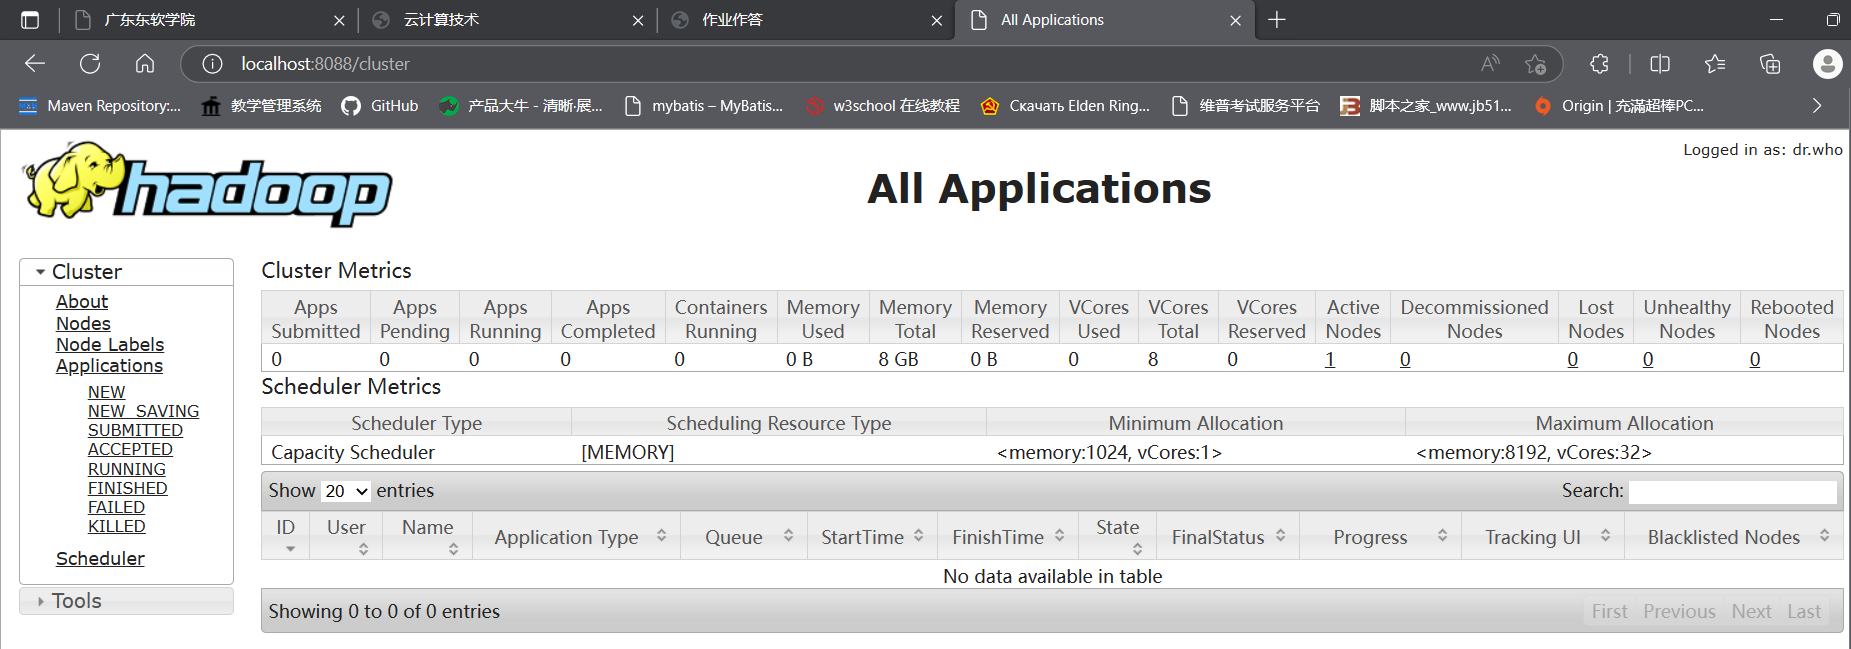 广东东软学院
云计算技术
作业作答
All Applications
localhost:8088/cluster
Maven Repository:...
教学管理系统
GitHub
产品大牛 - 清晰·展...
mybatis – MyBatis...
w3school 在线教程
Скачать Elden Ring...
维普考试服务平台
脚本之家_www.jb51...
Origin | 充滿超棒PC...
hadoop
All Applications
Logged in as: dr.who
Cluster
About
Nodes
Node Labels
Applications
NEW
NEW_SAVING
SUBMITTED
ACCEPTED
RUNNING
FINISHED
FAILED
KILLED
Scheduler
Tools
Cluster Metrics
Apps Submitted Apps Pending Apps Running Apps Completed Containers Running Memory Used Memory Total Memory Reserved VCores Used VCores Total VCores Reserved Active Nodes Decommissioned Nodes Lost Nodes Unhealthy Nodes Rebooted Nodes
0 0 0 0 0 0 B 8 GB 0 B 0 8 0 1 0 0 0 0
Scheduler Metrics
Scheduler Type Scheduling Resource Type Minimum Allocation Maximum Allocation
Capacity Scheduler [MEMORY] <memory:1024, vCores:1> <memory:8192, vCores:32>
Show 20 entries Search:
ID User Name Application Type Queue StartTime FinishTime State FinalStatus Progress Tracking UI Blacklisted Nodes
No data available in table
Showing 0 to 0 of 0 entries First Previous Next Last